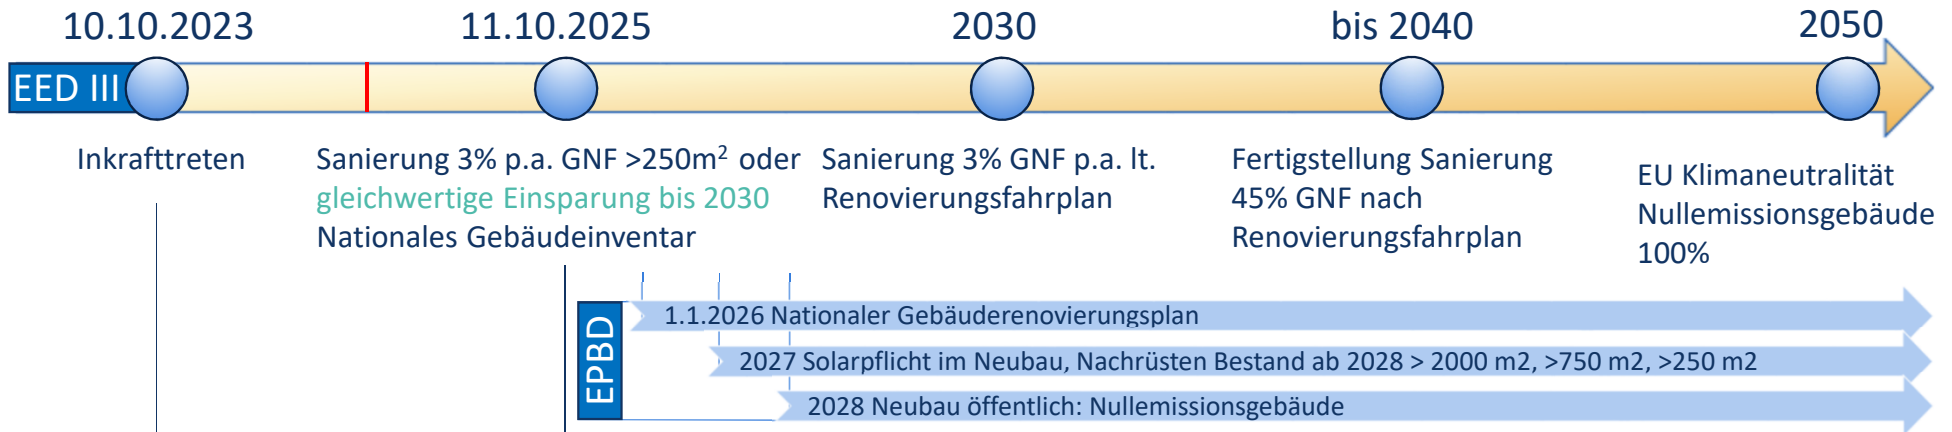 10.10.2023
11.10.2025
2030
bis 2040
2050
EED III
Inkrafttreten
Sanierung 3% p.a. GNF >250m² oder
gleichwertige Einsparung bis 2030
Nationales Gebäudeinventar
Sanierung 3% GNF p.a. lt.
Renovierungsfahrplan
Fertigstellung Sanierung
45% GNF nach
Renovierungsfahrplan
EU Klimaneutralität
Nullemissionsgebäude
100%
EPBD
1.1.2026 Nationaler Gebäuderenovierungsplan
2027 Solarpflicht im Neubau, Nachrüsten Bestand ab 2028 > 2000 m2, >750 m2, >250 m2
2028 Neubau öffentlich: Nullemissionsgebäude